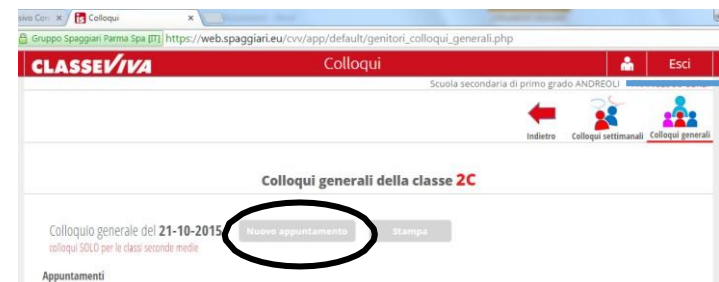 Colloqui
Gruppo Spaggiari Parma Spa [IT] https://web.spaggiari.eu/cvv/app/default/genitori_colloqui_generali.php
CLASSEVIVA Colloqui Esci
Scuola secondaria di primo grado ANDREOLI
Indietro Colloqui settimanali Colloqui generali
Colloqui generali della classe 2C
Colloquio generale del 21-10-2015 Nuovo appuntamento Stampa
colloqui SOLO per le classi seconde medie
Appuntamenti